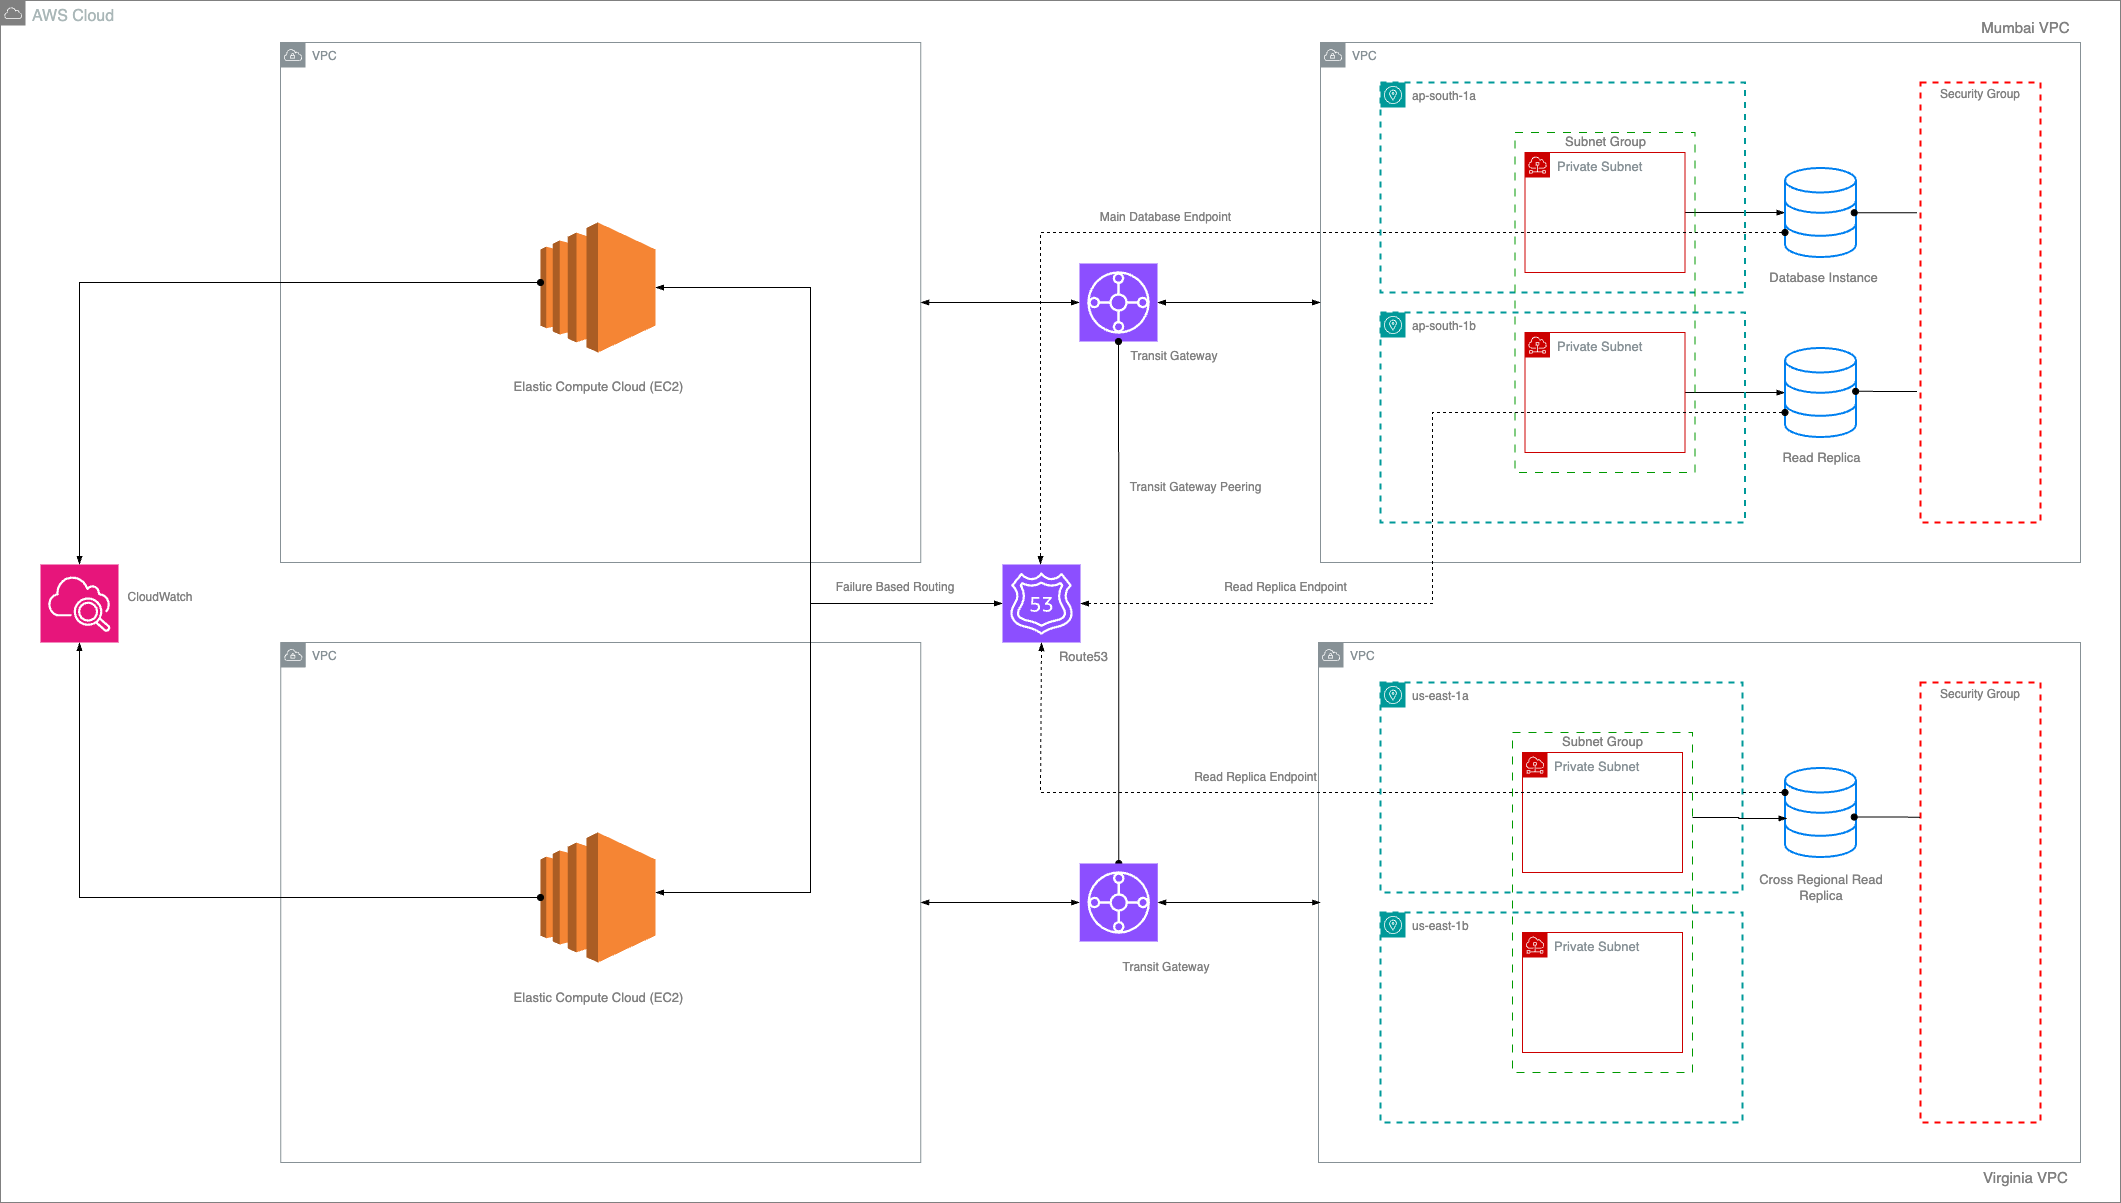 AWS Cloud
Mumbai VPC
VPC
VPC
ap-south-1a
Security Group
Subnet Group
Private Subnet
Main Database Endpoint
Database Instance
ap-south-1b
Private Subnet
Transit Gateway
Elastic Compute Cloud (EC2)
Read Replica
Transit Gateway Peering
CloudWatch
Failure Based Routing
53
Read Replica Endpoint
Route53
VPC
VPC
us-east-1a
Security Group
Subnet Group
Private Subnet
Read Replica Endpoint
Cross Regional Read
Replica
us-east-1b
Private Subnet
Transit Gateway
Elastic Compute Cloud (EC2)
Virginia VPC